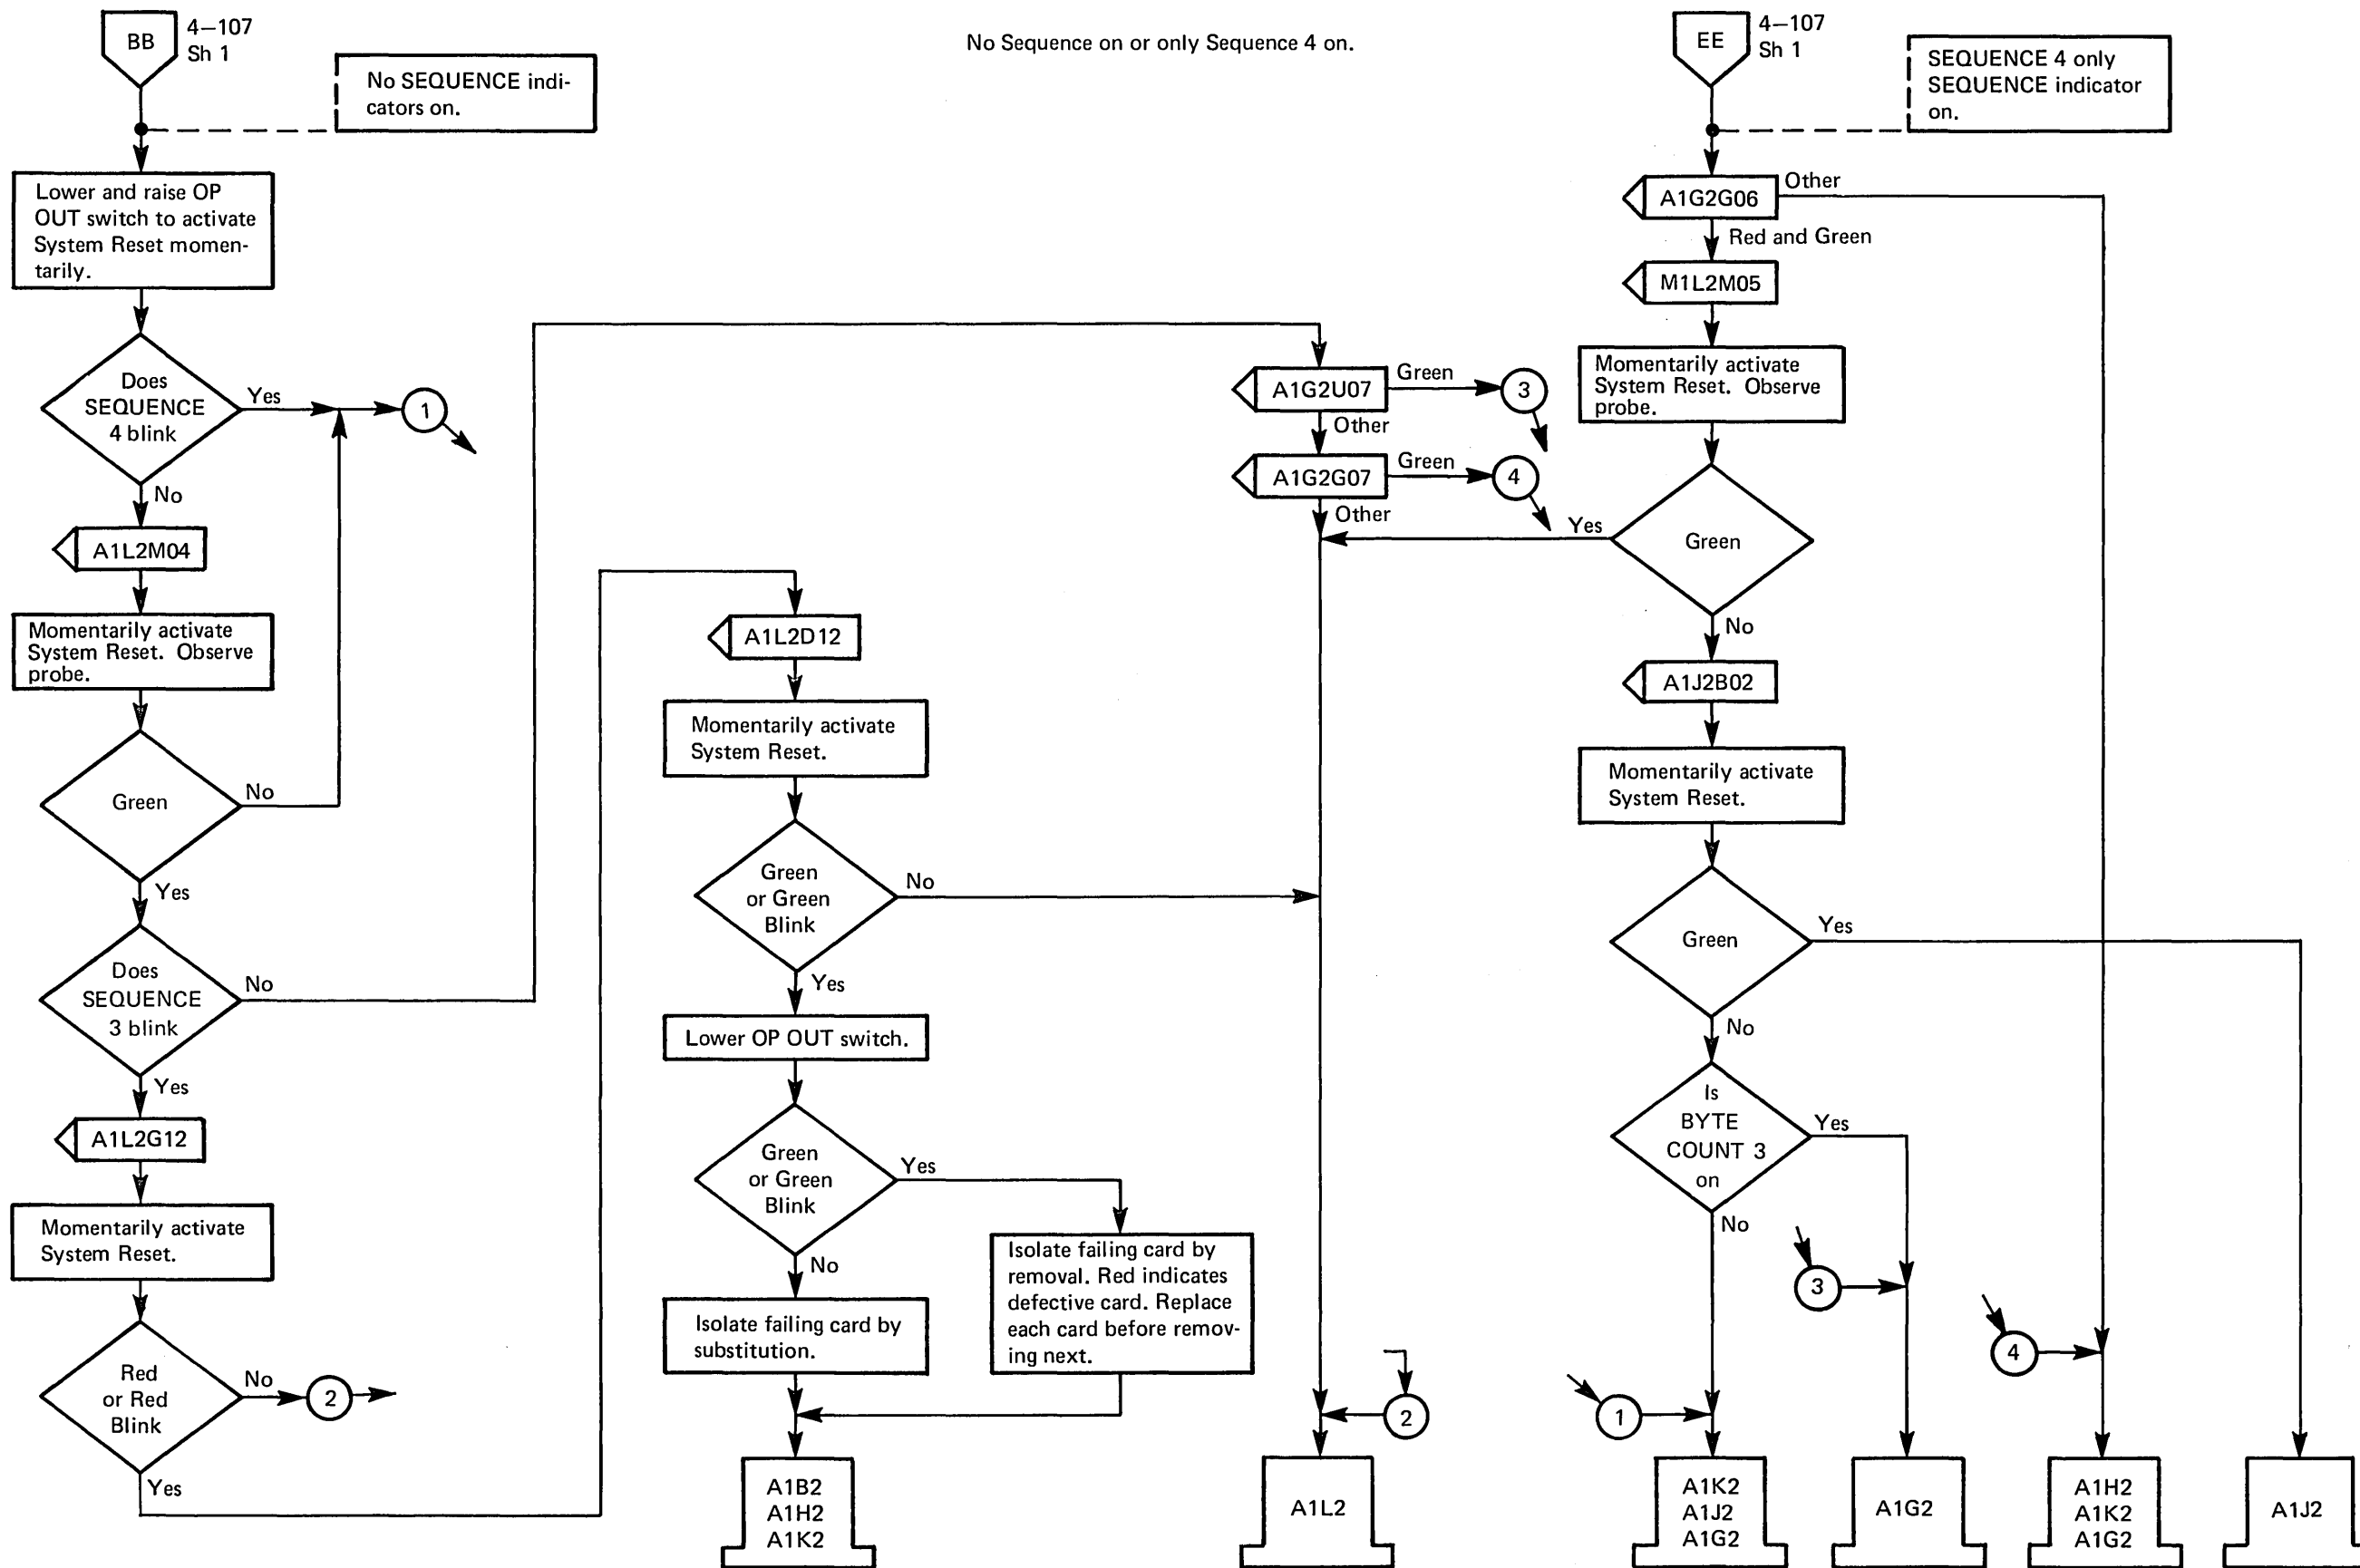 BB
4–107
Sh 1
No SEQUENCE indi-
cators on.
Lower and raise OP
OUT switch to activate
System Reset momen-
tarily.
Does
SEQUENCE
4 blink
Yes
1
No
A1L2M04
Momentarily activate
System Reset. Observe
probe.
Green
No
Yes
Does
SEQUENCE
3 blink
No
Yes
A1L2G12
Momentarily activate
System Reset.
Red
or Red
Blink
No
2
Yes
No Sequence on or only Sequence 4 on.
A1L2D12
Momentarily activate
System Reset.
Green
or Green
Blink
No
Yes
Lower OP OUT switch.
Green
or Green
Blink
Yes
No
Isolate failing card by
substitution.
Isolate failing card by
removal. Red indicates
defective card. Replace
each card before remov-
ing next.
A1B2
A1H2
A1K2
A1G2U07
Green
3
Other
A1G2G07
Green
4
Other
2
A1L2
EE
4–107
Sh 1
SEQUENCE 4 only
SEQUENCE indicator
on.
A1G2G06
Other
Red and Green
M1L2M05
Momentarily activate
System Reset. Observe
probe.
Yes
Green
No
A1J2B02
Momentarily activate
System Reset.
Green
Yes
No
Is
BYTE
COUNT 3
on
Yes
No
3
4
1
A1K2
A1J2
A1G2
A1G2
A1H2
A1K2
A1G2
A1J2